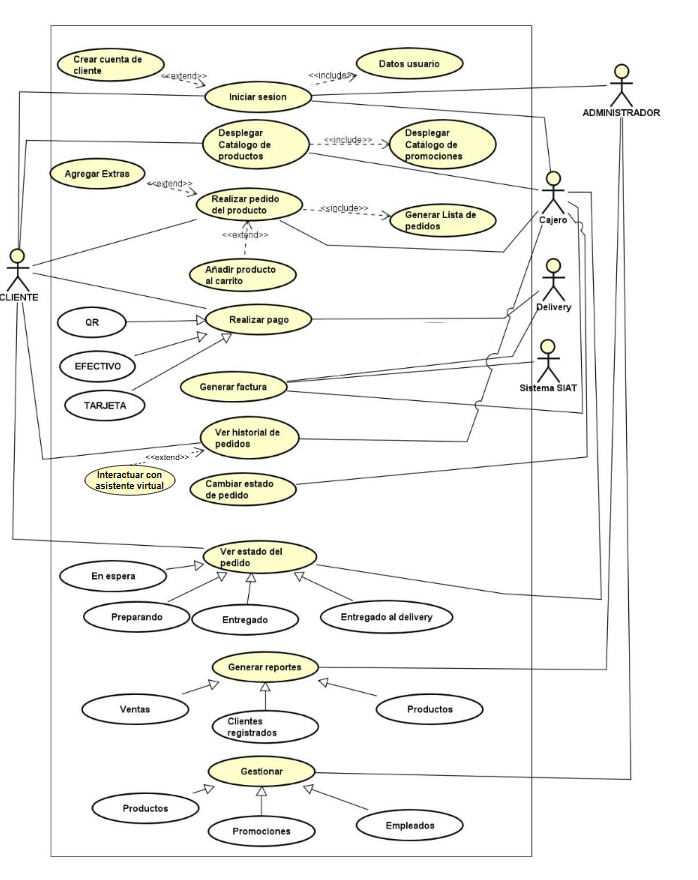 Crear cuenta de
cliente
<<extend>>
<<include>>
Datos usuario
Iniciar sesion
ADMINISTRADOR
Desplegar
Catálogo de
productos
<<include>>
Desplegar
Catálogo de
promociones
Agregar Extras
<<extend>>
Realizar pedido
del producto
<<include>>
Generar Lista de
pedidos
Cajero
<<extend>>
Añadir producto
al carrito
CLIENTE
QR
Realizar pago
Delivery
EFECTIVO
TARJETA
Generar factura
Sistema SIAT
Ver historial de
pedidos
<<extend>>
Interactuar con
asistente virtual
Cambiar estado
de pedido
Ver estado del
pedido
En espera
Preparando
Entregado
Entregado al delivery
Generar reportes
Ventas
Clientes
registrados
Productos
Gestionar
Productos
Promociones
Empleados